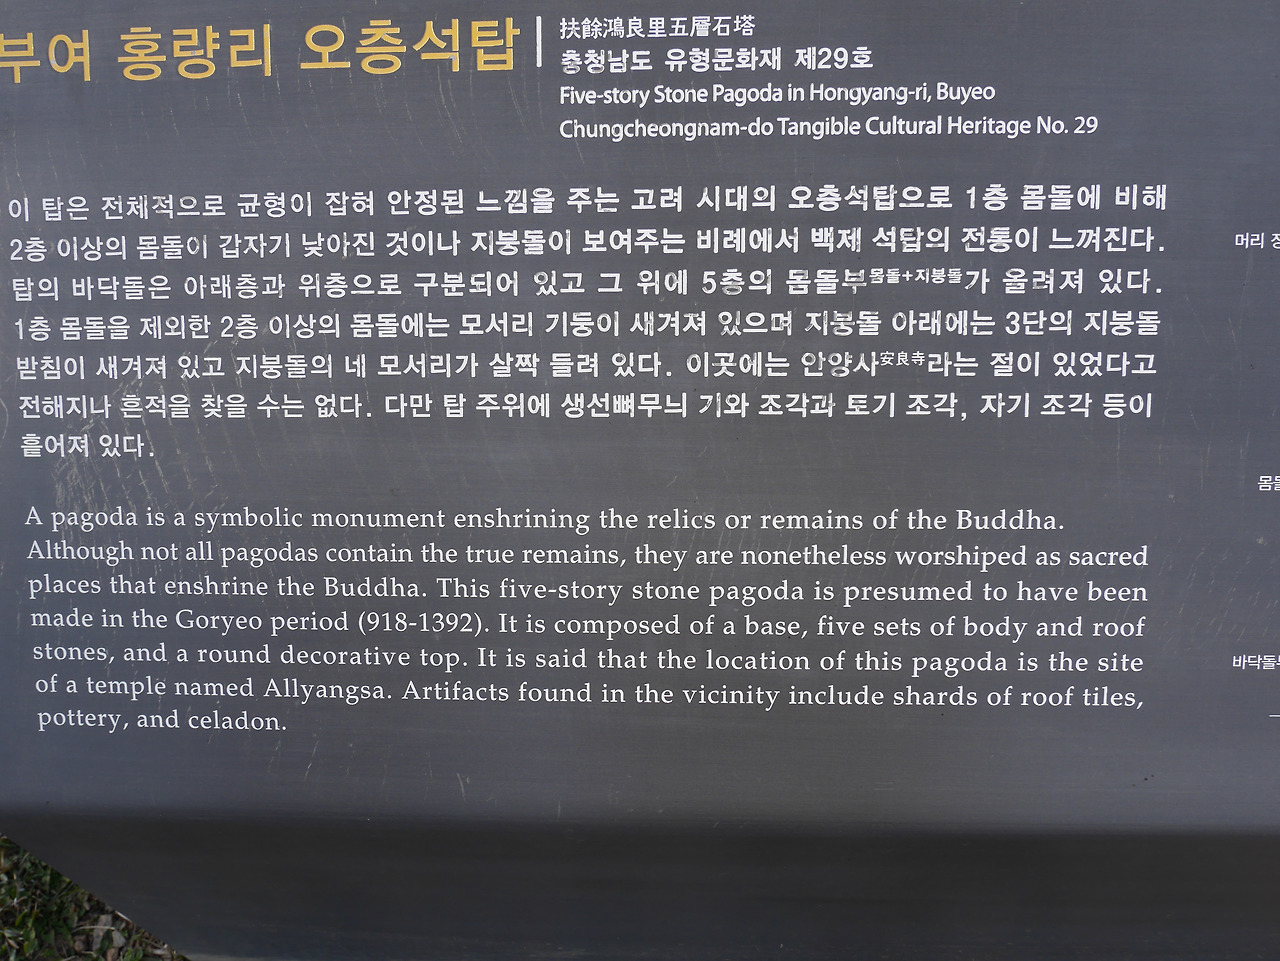 부여 홍량리 오층석탑
扶餘鴻良里五層石塔
충청남도 유형문화재 제29호
Five-story Stone Pagoda in Hongyang-ri, Buyeo
Chungcheongnam-do Tangible Cultural Heritage No. 29
이 탑은 전체적으로 균형이 잡혀 안정된 느낌을 주는 고려 시대의 오층석탑으로 1층 몸돌에 비해
2층 이상의 몸돌이 갑자기 낮아진 것이나 지붕돌이 보여주는 비례에서 백제 석탑의 전통이 느껴진다.
탑의 바닥돌은 아래층과 위층으로 구분되어 있고 그 위에 5층의 몸돌부몸돌+지붕돌가 올려져 있다.
1층 몸돌을 제외한 2층 이상의 몸돌에는 모서리 기둥이 새겨져 있으며 지붕돌 아래에는 3단의 지붕돌
받침이 새겨져 있고 지붕돌의 네 모서리가 살짝 들려 있다. 이곳에는 안양사安良寺라는 절이 있었다고
전해지나 흔적을 찾을 수는 없다. 다만 탑 주위에 생선뼈무늬 기와 조각과 토기 조각, 자기 조각 등이
흩어져 있다.
A pagoda is a symbolic monument enshrining the relics or remains of the Buddha.
Although not all pagodas contain the true remains, they are nonetheless worshiped as sacred
places that enshrine the Buddha. This five-story stone pagoda is presumed to have been
made in the Goryeo period (918-1392). It is composed of a base, five sets of body and roof
stones, and a round decorative top. It is said that the location of this pagoda is the site
of a temple named Allyangsa. Artifacts found in the vicinity include shards of roof tiles,
pottery, and celadon.
머리
바닥돌